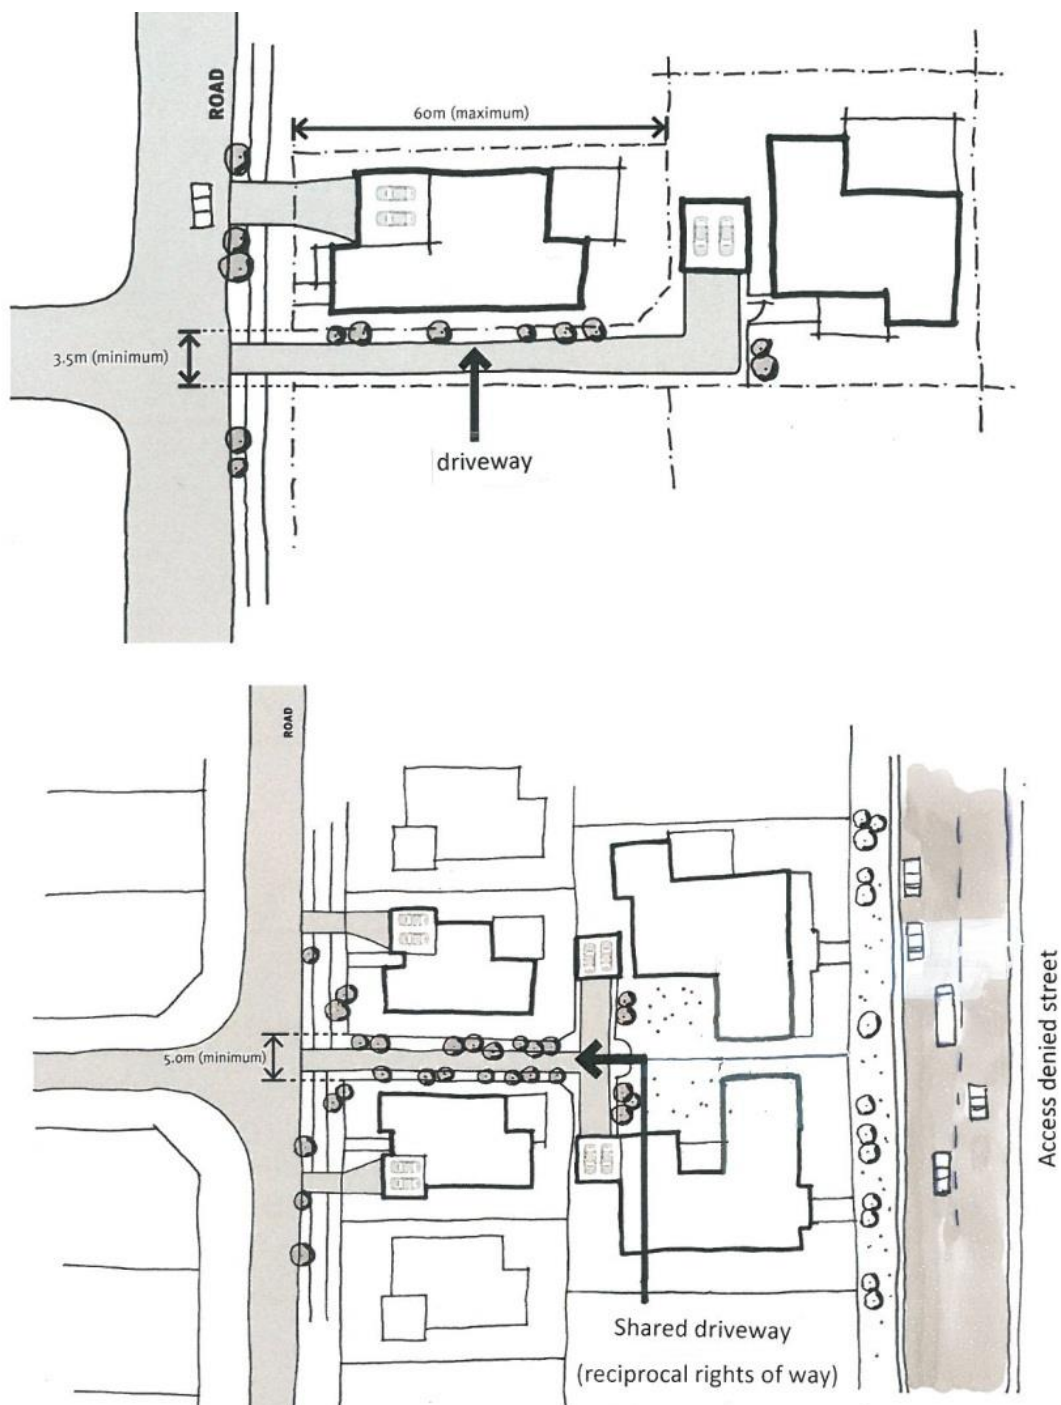 ROAD
60m (maximum)
3.5m (minimum)
driveway
ROAD
5.0m (minimum)
Access denied street
Shared driveway
(reciprocal rights of way)